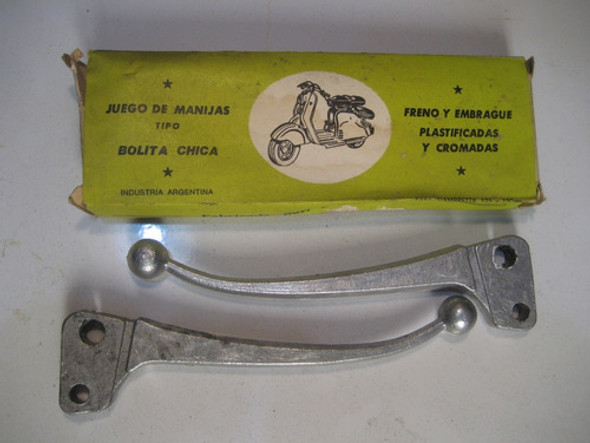 JUEGO DE MANIJAS
TIPO
BOLITA CHICA
INDUSTRIA ARGENTINA
FRENO Y EMBRAGUE
PLASTIFICADAS
Y CROMADAS